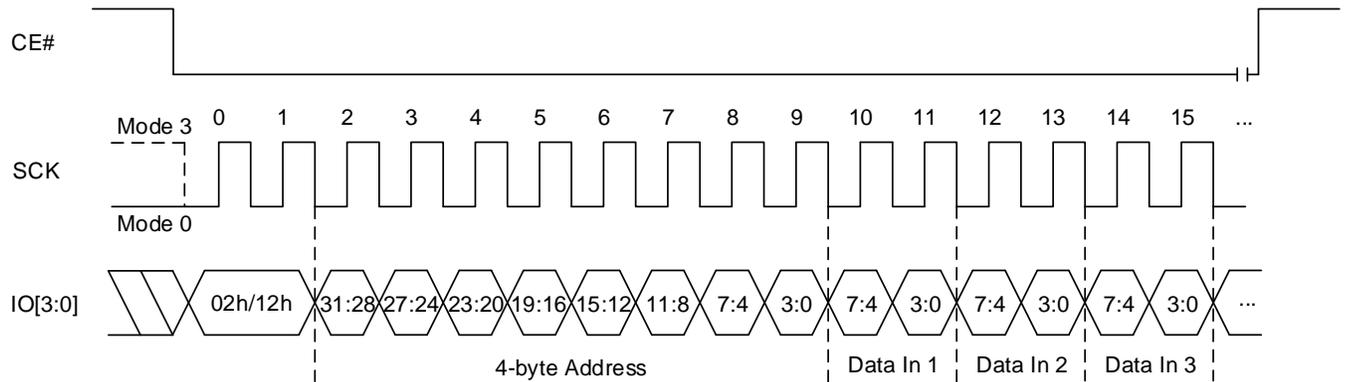 CE#
Mode 3 0 1 2 3 4 5 6 7 8 9 10 11 12 13 14 15 ...
SCK
Mode 0
IO[3:0] 02h/12h 31:28 27:24 23:20 19:16 15:12 11:8 7:4 3:0 7:4 3:0 7:4 3:0 7:4 3:0 ...
4-byte Address Data In 1 Data In 2 Data In 3